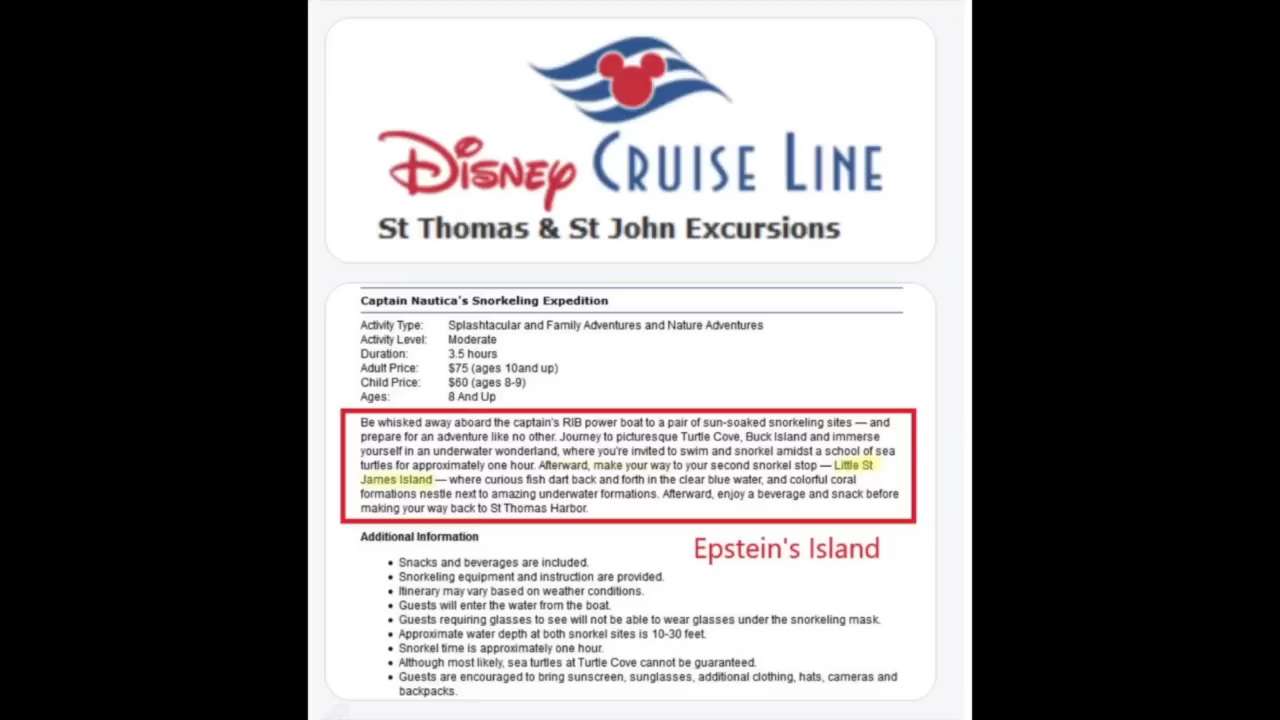 DISNEY CRUISE LINE
St Thomas & St John Excursions
Captain Nautica's Snorkeling Expedition
Activity Type: Splashtacular and Family Adventures and Nature Adventures
Activity Level: Moderate
Duration: 3.5 hours
Adult Price: $75 (ages 10and up)
Child Price: $60 (ages 8-9)
Ages: 8 And Up
Be whisked away aboard the captain's RIB power boat to a pair of sun-soaked snorkeling sites — and
prepare for an adventure like no other. Journey to picturesque Turtle Cove, Buck Island and immerse
yourself in an underwater wonderland, where you're invited to swim and snorkel amidst a school of sea
turtles for approximately one hour. Afterward, make your way to your second snorkel stop — Little St
James Island — where curious fish dart back and forth in the clear blue water, and colorful coral
formations nestle next to amazing underwater formations. Afterward, enjoy a beverage and snack before
making your way back to St Thomas Harbor.
Additional Information
Epstein's Island
• Snacks and beverages are included.
• Snorkeling equipment and instruction are provided.
• Itinerary may vary based on weather conditions.
• Guests will enter the water from the boat.
• Guests requiring glasses to see will not be able to wear glasses under the snorkeling mask.
• Approximate water depth at both snorkel sites is 10-30 feet.
• Snorkel time is approximately one hour.
• Although most likely, sea turtles at Turtle Cove cannot be guaranteed.
• Guests are encouraged to bring sunscreen, sunglasses, additional clothing, hats, cameras and
backpacks.